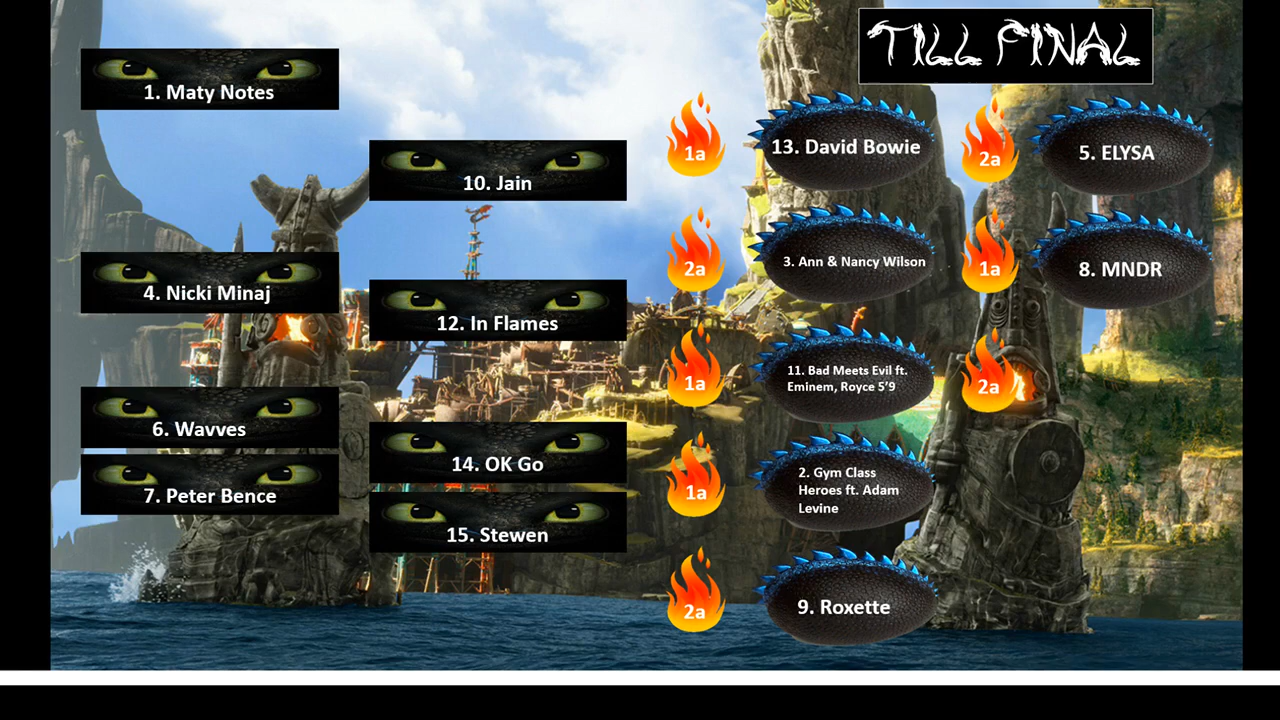 TILL FINAL
1. Maty Notes
4. Nicki Minaj
6. Wavves
7. Peter Bence
10. Jain
12. In Flames
14. OK Go
15. Stewen
1a
13. David Bowie
2a
3. Ann & Nancy Wilson
1a
11. Bad Meets Evil ft.
Eminem, Royce 5'9
1a
2. Gym Class
Heroes ft. Adam
Levine
2a
9. Roxette
2a
5. ELYSA
1a
8. MNDR
2a